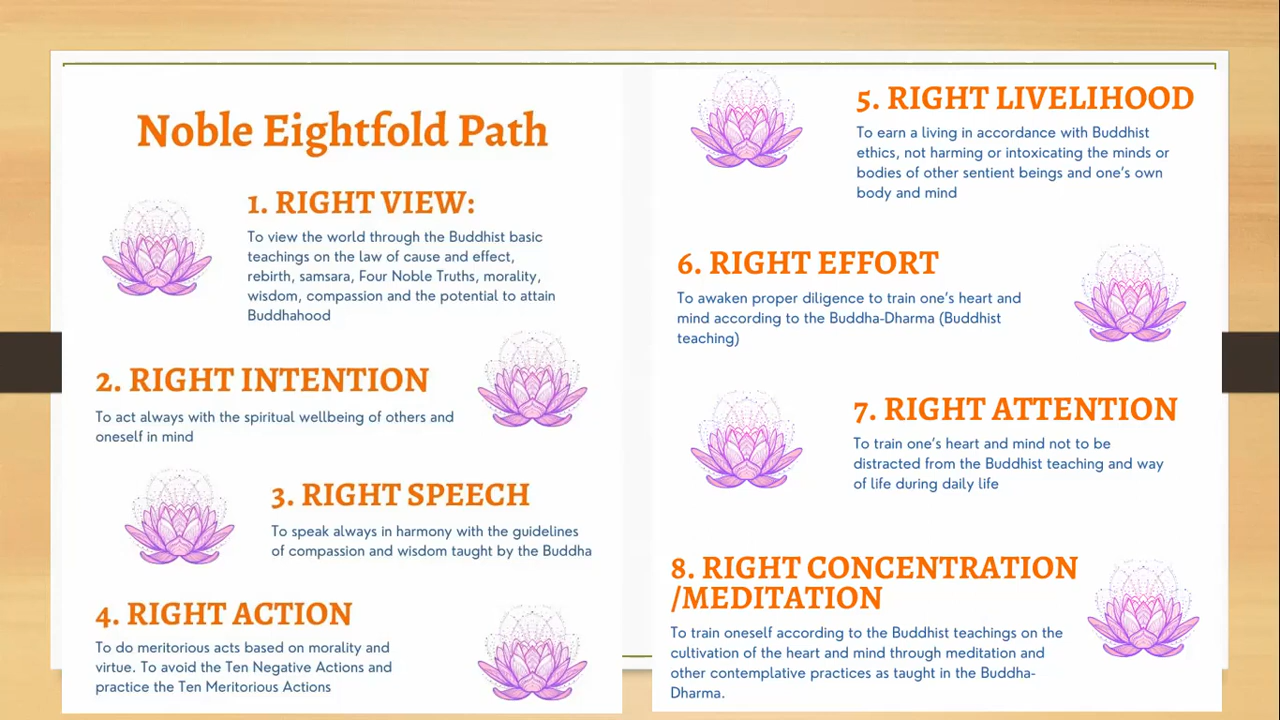 Noble Eightfold Path
1. RIGHT VIEW:
To view the world through the Buddhist basic
teachings on the law of cause and effect,
rebirth, samsara, Four Noble Truths, morality,
wisdom, compassion and the potential to attain
Buddhahood
2. RIGHT INTENTION
To act always with the spiritual wellbeing of others and
oneself in mind
3. RIGHT SPEECH
To speak always in harmony with the guidelines
of compassion and wisdom taught by the Buddha
4. RIGHT ACTION
To do meritorious acts based on morality and
virtue. To avoid the Ten Negative Actions and
practice the Ten Meritorious Actions
5. RIGHT LIVELIHOOD
To earn a living in accordance with Buddhist
ethics, not harming or intoxicating the minds or
bodies of other sentient beings and one's own
body and mind
6. RIGHT EFFORT
To awaken proper diligence to train one's heart and
mind according to the Buddha-Dharma (Buddhist
teaching)
7. RIGHT ATTENTION
To train one's heart and mind not to be
distracted from the Buddhist teaching and way
of life during daily life
8. RIGHT CONCENTRATION
/MEDITATION
To train oneself according to the Buddhist teachings on the
cultivation of the heart and mind through meditation and
other contemplative practices as taught in the Buddha-
Dharma.